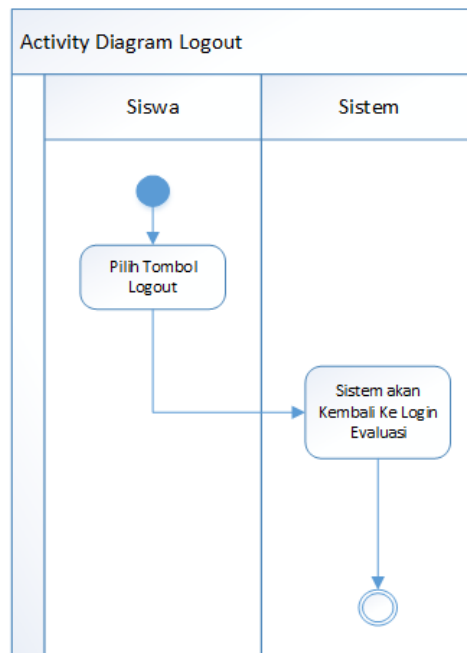 Activity Diagram Logout
Siswa
Sistem
Pilih Tombol
Logout
Sistem akan
Kembali Ke Login
Evaluasi